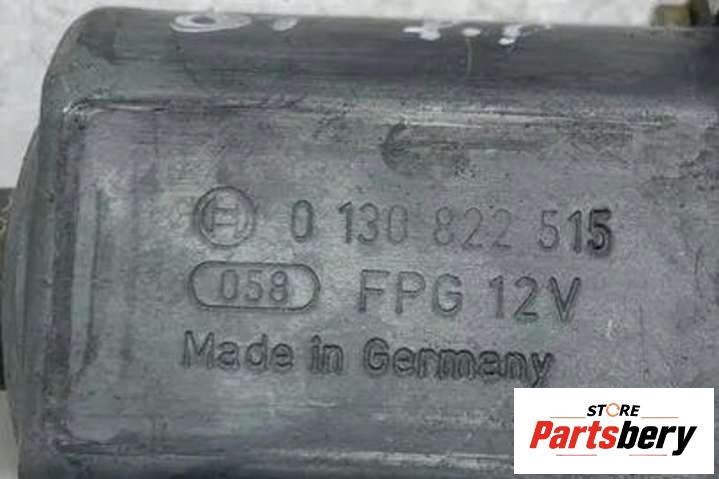 0 130 822 515
058 FPG 12V
Made in Germany
STORE
Partsbery